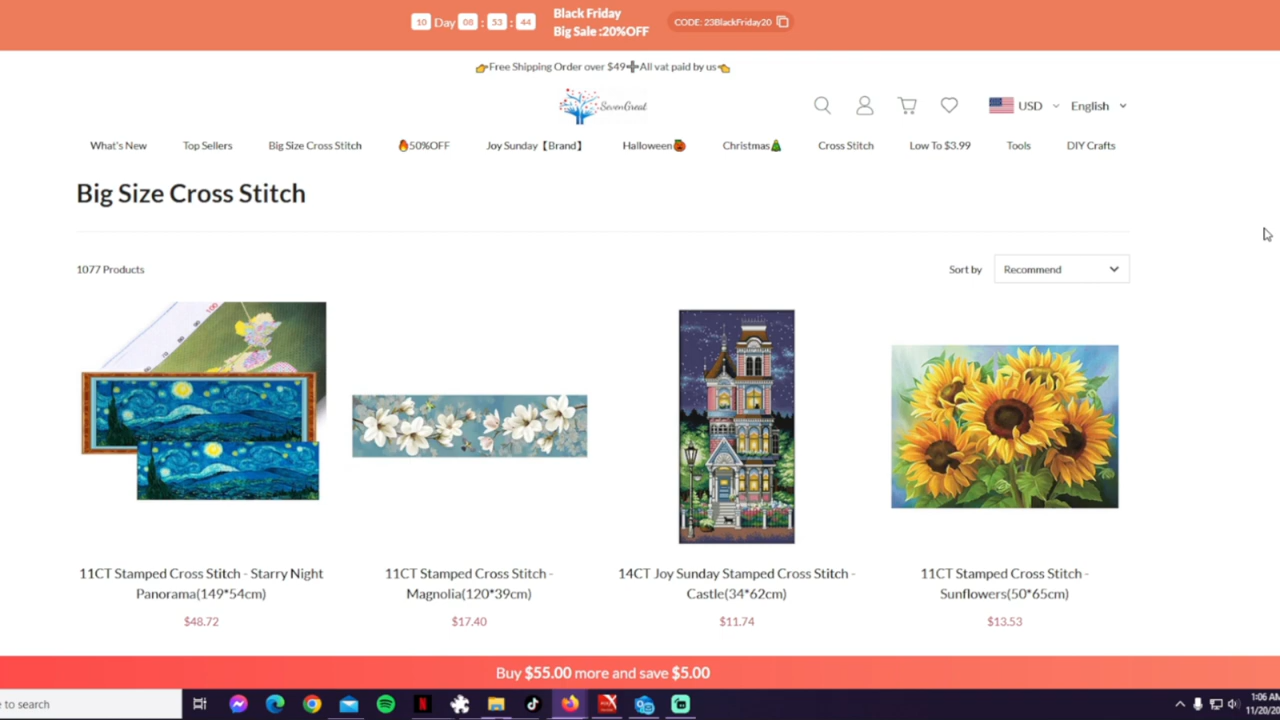 10 Day 08 : 53 : 44
Black Friday
Big Sale :20%OFF
CODE: 23BlackFriday20
👉Free Shipping Order over $49➕All vat paid by us👈
SevenGreat
USD English
What's New Top Sellers Big Size Cross Stitch 🔥50%OFF Joy Sunday【Brand】 Halloween🎃 Christmas🎄 Cross Stitch Low To $3.99 Tools DIY Crafts
Big Size Cross Stitch
1077 Products
Sort by Recommend
11CT Stamped Cross Stitch - Starry Night
Panorama(149*54cm)
$48.72
11CT Stamped Cross Stitch -
Magnolia(120*39cm)
$17.40
14CT Joy Sunday Stamped Cross Stitch -
Castle(34*62cm)
$11.74
11CT Stamped Cross Stitch -
Sunflowers(50*65cm)
$13.53
Buy $55.00 more and save $5.00
e to search
1:06 AM
11/20/20